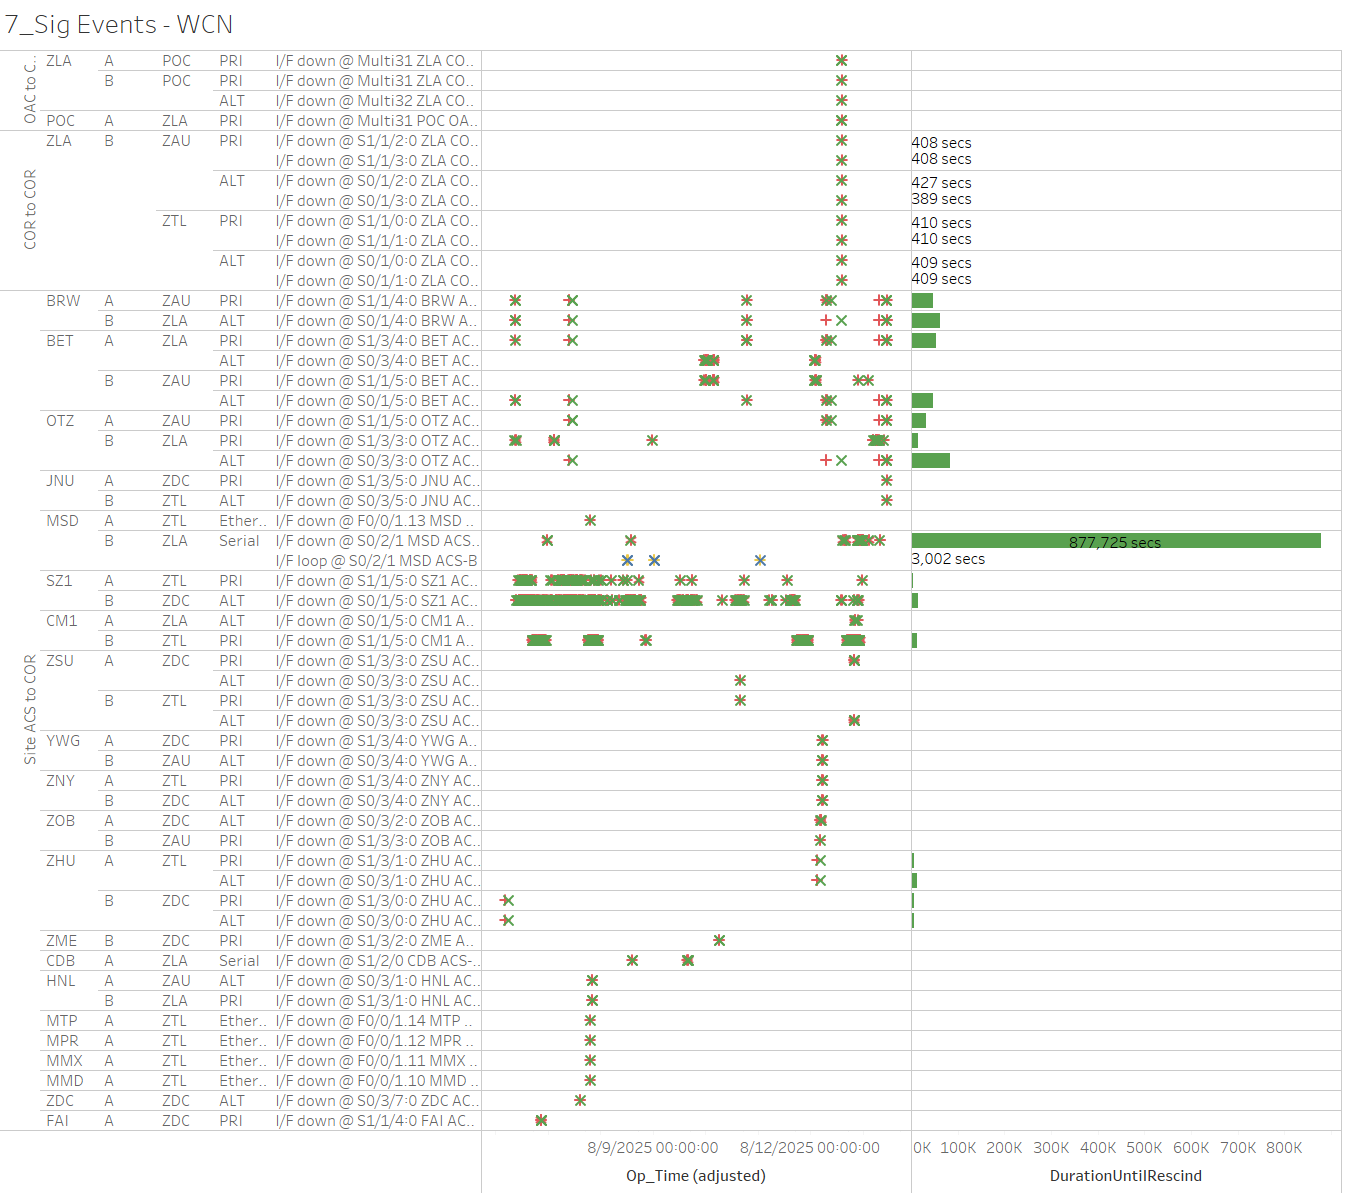 7_Sig Events - WCN
OAC to C..
ZLA A POC PRI I/F down @ Multi31 ZLA CO..
B POC PRI I/F down @ Multi31 ZLA CO..
ALT I/F down @ Multi32 ZLA CO..
POC A ZLA PRI I/F down @ Multi31 POC OA..
COR to COR
ZLA B ZAU PRI I/F down @ S1/1/2:0 ZLA CO.. 408 secs
I/F down @ S1/1/3:0 ZLA CO.. 408 secs
ALT I/F down @ S0/1/2:0 ZLA CO.. 427 secs
I/F down @ S0/1/3:0 ZLA CO.. 389 secs
ZTL PRI I/F down @ S1/1/0:0 ZLA CO.. 410 secs
I/F down @ S1/1/1:0 ZLA CO.. 410 secs
ALT I/F down @ S0/1/0:0 ZLA CO.. 409 secs
I/F down @ S0/1/1:0 ZLA CO.. 409 secs
Site ACS to COR
BRW A ZAU PRI I/F down @ S1/1/4:0 BRW A..
B ZLA ALT I/F down @ S0/1/4:0 BRW A..
BET A ZLA PRI I/F down @ S1/3/4:0 BET AC..
ALT I/F down @ S0/3/4:0 BET AC..
B ZAU PRI I/F down @ S1/1/5:0 BET AC..
ALT I/F down @ S0/1/5:0 BET AC..
OTZ A ZAU PRI I/F down @ S1/1/5:0 OTZ AC..
B ZLA PRI I/F down @ S1/3/3:0 OTZ AC..
ALT I/F down @ S0/3/3:0 OTZ AC..
JNU A ZDC PRI I/F down @ S1/3/5:0 JNU AC..
B ZTL ALT I/F down @ S0/3/5:0 JNU AC..
MSD A ZTL Ether.. I/F down @ F0/0/1.13 MSD ..
B ZLA Serial I/F down @ S0/2/1 MSD ACS.. 877,725 secs
I/F loop @ S0/2/1 MSD ACS-B 3,002 secs
SZ1 A ZTL PRI I/F down @ S1/1/5:0 SZ1 AC..
B ZDC ALT I/F down @ S0/1/5:0 SZ1 AC..
CM1 A ZLA ALT I/F down @ S0/1/5:0 CM1 A..
B ZTL PRI I/F down @ S1/1/5:0 CM1 A..
ZSU A ZDC PRI I/F down @ S1/3/3:0 ZSU AC..
ALT I/F down @ S0/3/3:0 ZSU AC..
B ZTL PRI I/F down @ S1/3/3:0 ZSU AC..
ALT I/F down @ S0/3/3:0 ZSU AC..
YWG A ZDC PRI I/F down @ S1/3/4:0 YWG A..
B ZAU ALT I/F down @ S0/3/4:0 YWG A..
ZNY A ZTL PRI I/F down @ S1/3/4:0 ZNY AC..
B ZDC ALT I/F down @ S0/3/4:0 ZNY AC..
ZOB A ZDC ALT I/F down @ S0/3/2:0 ZOB AC..
B ZAU PRI I/F down @ S1/3/3:0 ZOB AC..
ZHU A ZTL PRI I/F down @ S1/3/1:0 ZHU AC..
ALT I/F down @ S0/3/1:0 ZHU AC..
B ZDC PRI I/F down @ S1/3/0:0 ZHU AC..
ALT I/F down @ S0/3/0:0 ZHU AC..
ZME B ZDC PRI I/F down @ S1/3/2:0 ZME A..
CDB A ZLA Serial I/F down @ S1/2/0 CDB ACS-..
HNL A ZAU ALT I/F down @ S0/3/1:0 HNL AC..
B ZLA PRI I/F down @ S1/3/1:0 HNL AC..
MTP A ZTL Ether.. I/F down @ F0/0/1.14 MTP ..
MPR A ZTL Ether.. I/F down @ F0/0/1.12 MPR ..
MMX A ZTL Ether.. I/F down @ F0/0/1.11 MMX ..
MMD A ZTL Ether.. I/F down @ F0/0/1.10 MMD ..
ZDC A ZDC ALT I/F down @ S0/3/7:0 ZDC AC..
FAI A ZDC PRI I/F down @ S1/1/4:0 FAI AC..
8/9/2025 00:00:00 8/12/2025 00:00:00 0K 100K 200K 300K 400K 500K 600K 700K 800K
Op_Time (adjusted) DurationUntilRescind